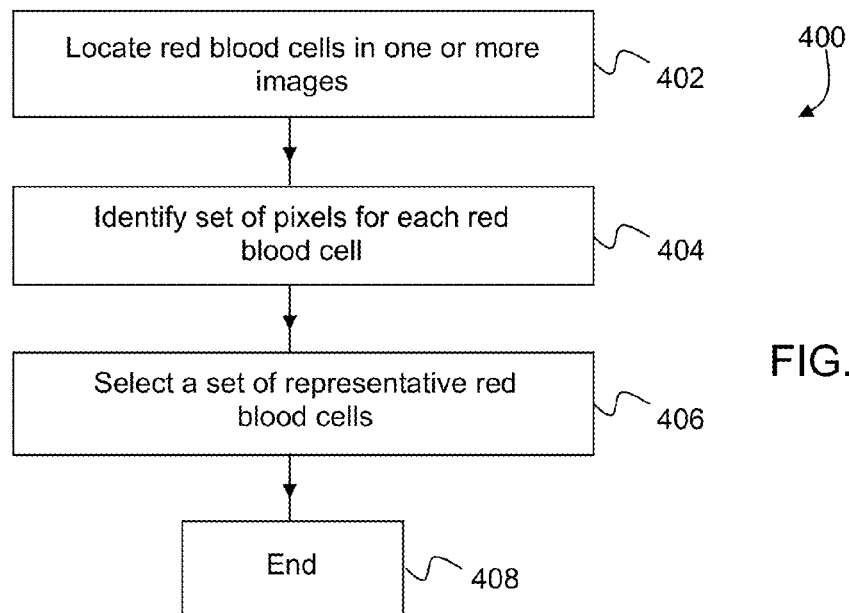 Locate red blood cells in one or more
images
402
400
Identify set of pixels for each red
blood cell
404
Select a set of representative red
blood cells
406
FIG.
End
408